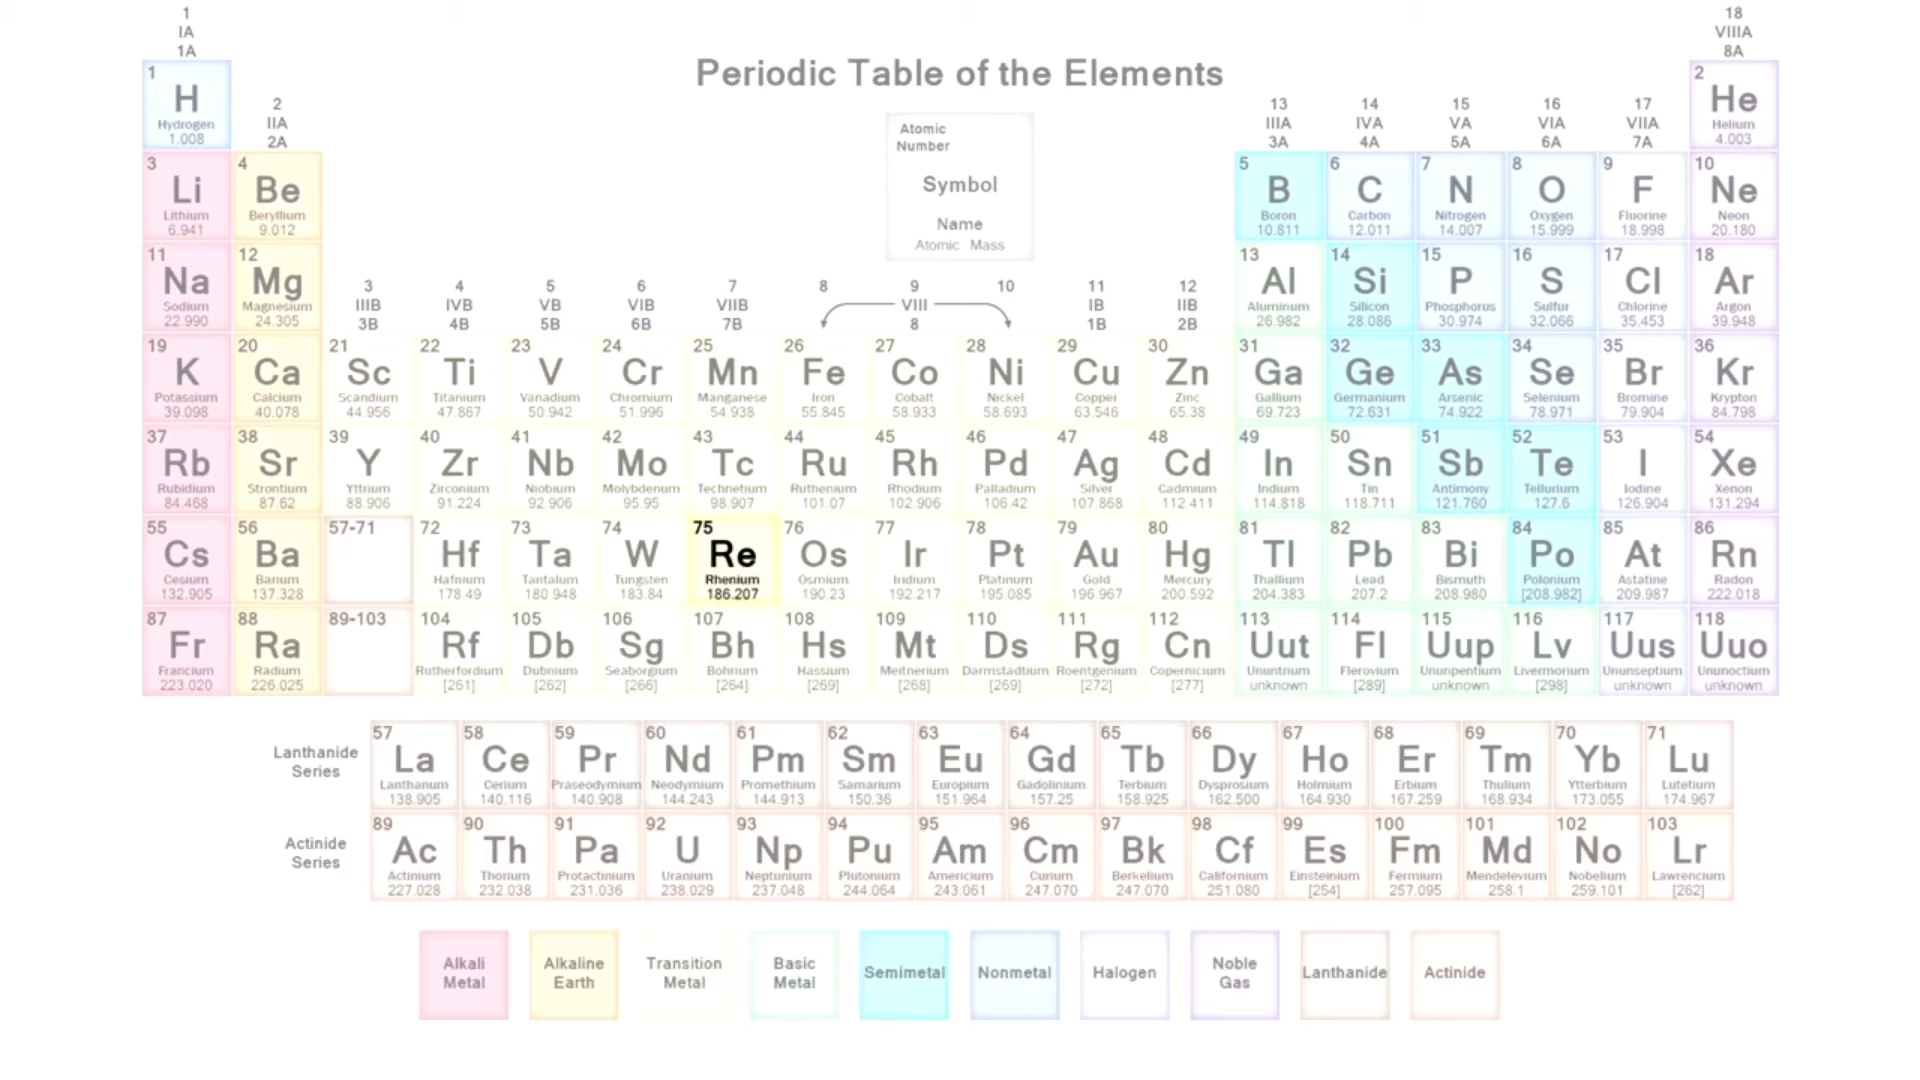 1
IA
1A
18
VIIIA
8A
Periodic Table of the Elements
1
H
Hydrogen
1.008
2
IIA
2A
13
IIIA
3A
14
IVA
4A
15
VA
5A
16
VIA
6A
17
VIIA
7A
2
He
Helium
4.003
Atomic
Number
Symbol
Name
Atomic Mass
3
Li
Lithium
6.941
4
Be
Beryllium
9.012
5
B
Boron
10.811
6
C
Carbon
12.011
7
N
Nitrogen
14.007
8
O
Oxygen
15.999
9
F
Fluorine
18.998
10
Ne
Neon
20.180
11
Na
Sodium
22.990
12
Mg
Magnesium
24.305
3
IIIB
3B
4
IVB
4B
5
VB
5B
6
VIB
6B
7
VIIB
7B
8
9
10
VIII
8
11
IB
1B
12
IIB
2B
13
Al
Aluminum
26.982
14
Si
Silicon
28.086
15
P
Phosphorus
30.974
16
S
Sulfur
32.066
17
Cl
Chlorine
35.453
18
Ar
Argon
39.948
19
K
Potassium
39.098
20
Ca
Calcium
40.078
21
Sc
Scandium
44.956
22
Ti
Titanium
47.867
23
V
Vanadium
50.942
24
Cr
Chromium
51.996
25
Mn
Manganese
54.938
26
Fe
Iron
55.845
27
Co
Cobalt
58.933
28
Ni
Nickel
58.693
29
Cu
Copper
63.546
30
Zn
Zinc
65.38
31
Ga
Gallium
69.723
32
Ge
Germanium
72.631
33
As
Arsenic
74.922
34
Se
Selenium
78.971
35
Br
Bromine
79.904
36
Kr
Krypton
84.798
37
Rb
Rubidium
84.468
38
Sr
Strontium
87.62
39
Y
Yttrium
88.906
40
Zr
Zirconium
91.224
41
Nb
Niobium
92.906
42
Mo
Molybdenum
95.95
43
Tc
Technetium
98.907
44
Ru
Ruthenium
101.07
45
Rh
Rhodium
102.906
46
Pd
Palladium
106.42
47
Ag
Silver
107.868
48
Cd
Cadmium
112.411
49
In
Indium
114.818
50
Sn
Tin
118.711
51
Sb
Antimony
121.760
52
Te
Tellurium
127.6
53
I
Iodine
126.904
54
Xe
Xenon
131.294
55
Cs
Cesium
132.905
56
Ba
Barium
137.328
57-71
72
Hf
Hafnium
178.49
73
Ta
Tantalum
180.948
74
W
Tungsten
183.84
75
Re
Rhenium
186.207
76
Os
Osmium
190.23
77
Ir
Iridium
192.217
78
Pt
Platinum
195.085
79
Au
Gold
196.967
80
Hg
Mercury
200.592
81
Tl
Thallium
204.383
82
Pb
Lead
207.2
83
Bi
Bismuth
208.980
84
Po
Polonium
[208.982]
85
At
Astatine
209.987
86
Rn
Radon
222.018
87
Fr
Francium
223.020
88
Ra
Radium
226.025
89-103
104
Rf
Rutherfordium
[261]
105
Db
Dubnium
[262]
106
Sg
Seaborgium
[266]
107
Bh
Bohrium
[264]
108
Hs
Hassium
[269]
109
Mt
Meitnerium
[268]
110
Ds
Darmstadtium
[269]
111
Rg
Roentgenium
[272]
112
Cn
Copernicium
[277]
113
Uut
Ununtrium
unknown
114
Fl
Flerovium
[289]
115
Uup
Ununpentium
unknown
116
Lv
Livermorium
[298]
117
Uus
Ununseptium
unknown
118
Uuo
Ununoctium
unknown
Lanthanide
Series
57
La
Lanthanum
138.905
58
Ce
Cerium
140.116
59
Pr
Praseodymium
140.908
60
Nd
Neodymium
144.243
61
Pm
Promethium
144.913
62
Sm
Samarium
150.36
63
Eu
Europium
151.964
64
Gd
Gadolinium
157.25
65
Tb
Terbium
158.925
66
Dy
Dysprosium
162.500
67
Ho
Holmium
164.930
68
Er
Erbium
167.259
69
Tm
Thulium
168.934
70
Yb
Ytterbium
173.055
71
Lu
Lutetium
174.967
Actinide
Series
89
Ac
Actinium
227.028
90
Th
Thorium
232.038
91
Pa
Protactinium
231.036
92
U
Uranium
238.029
93
Np
Neptunium
237.048
94
Pu
Plutonium
244.064
95
Am
Americium
243.061
96
Cm
Curium
247.070
97
Bk
Berkelium
247.070
98
Cf
Californium
251.080
99
Es
Einsteinium
[254]
100
Fm
Fermium
257.095
101
Md
Mendelevium
258.1
102
No
Nobelium
259.101
103
Lr
Lawrencium
[262]
Alkali
Metal
Alkaline
Earth
Transition
Metal
Basic
Metal
Semimetal
Nonmetal
Halogen
Noble
Gas
Lanthanide
Actinide